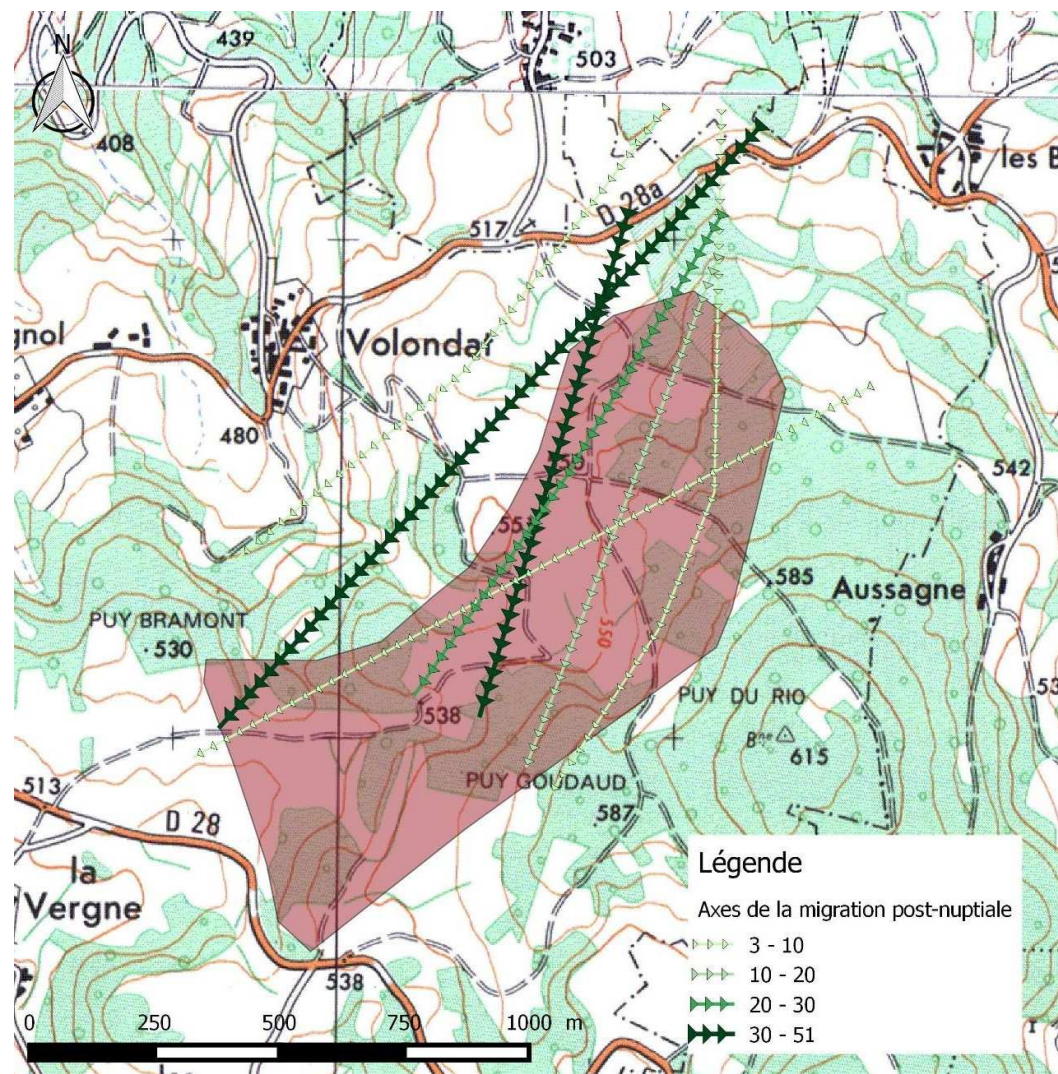 439
503
N
408
les B
D 28a
517
gnol
Volondat
480
542
55
585
Aussagne
PUY BRAMONT
530
550
PUY DU RIO
538
Bne 615
513
PUY GOUDAUD
587
D 28
la
Vergne
538
Légende
Axes de la migration post-nuptiale
3 - 10
10 - 20
20 - 30
30 - 51
0 250 500 750 1000 m